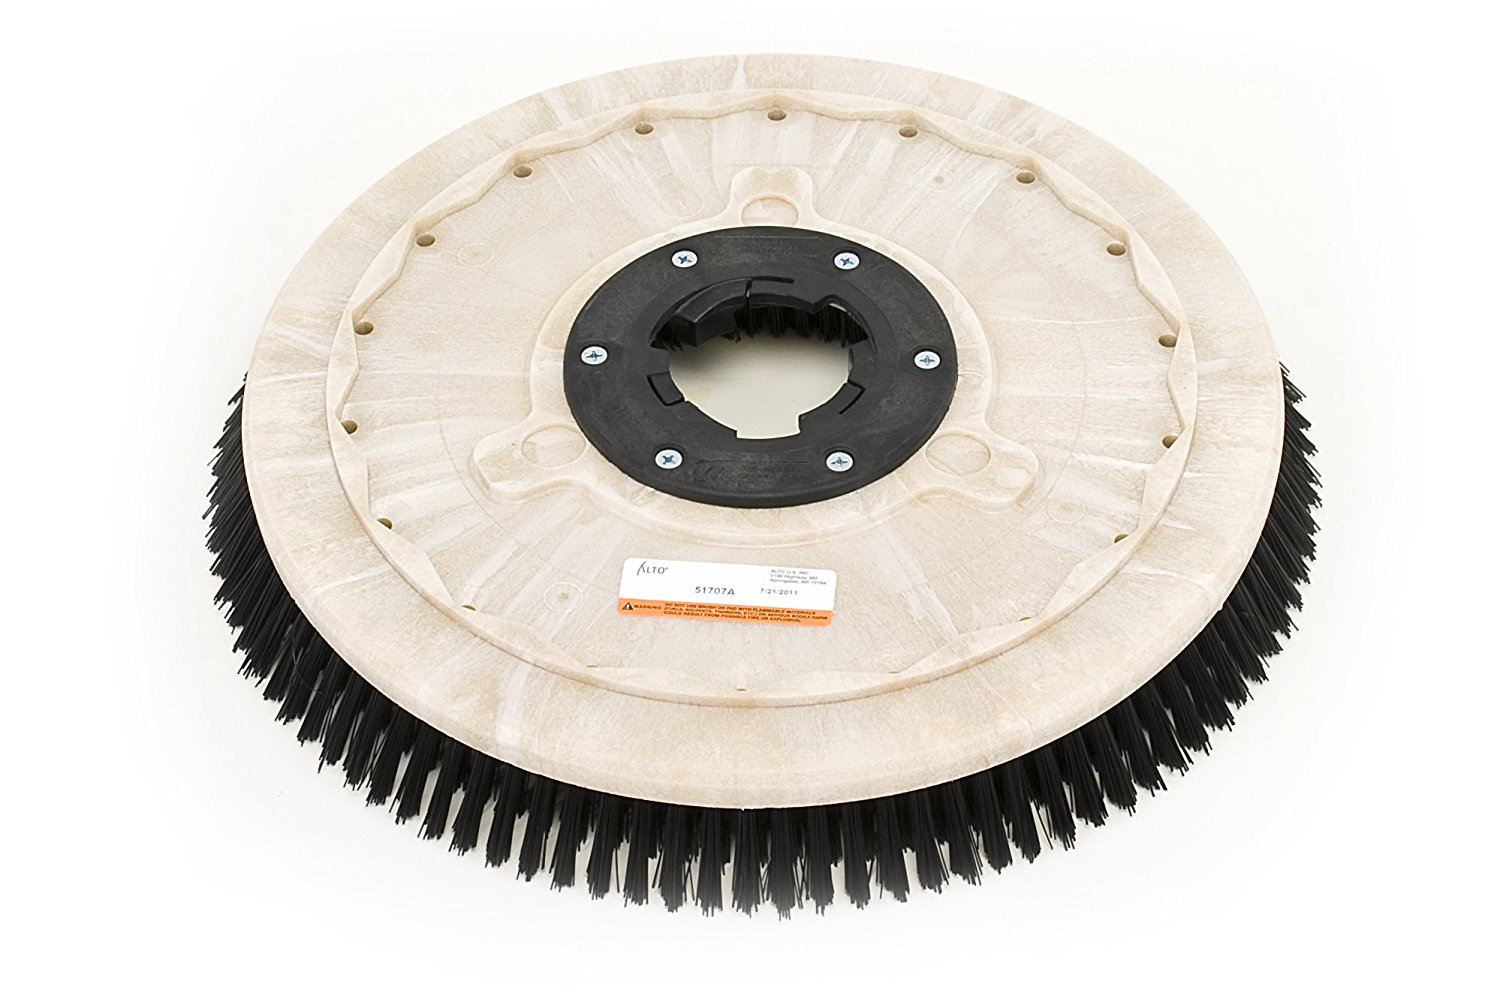 ALTO®
ALTO U.S. INC.
2100 Highway 265
Springdale, AR 72764
51707A 7/21/2011
WARNING DO NOT USE BRUSH OR PAD WITH FLAMMABLE MATERIALS
(FUELS, SOLVENTS, THINNERS, ETC.) OR SERIOUS BODILY HARM
COULD RESULT FROM POSSIBLE FIRE OR EXPLOSION.